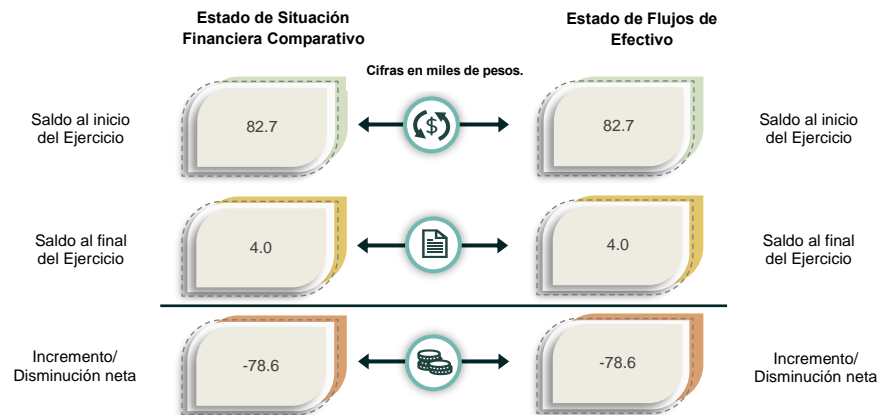 Estado de Situación
Financiera Comparativo
Estado de Flujos de
Efectivo
Cifras en miles de pesos.
Saldo al inicio
del Ejercicio
82.7
$
82.7
Saldo al inicio
del Ejercicio
Saldo al final
del Ejercicio
4.0
4.0
Saldo al final
del Ejercicio
Incremento/
Disminución neta
-78.6
-78.6
Incremento/
Disminución neta